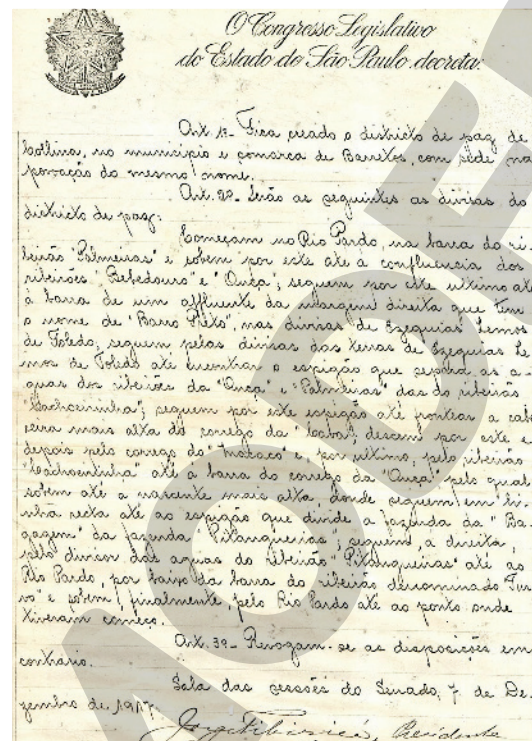 O Congresso Legislativo
do Estado de São Paulo decreta:
Art. 1º - Fica creado o districto de paz de
Collina, no municipio e comarca de Barretos, com séde na
povoação do mesmo nome.
Art. 2º - Serão as seguintes as divisas do
districto de paz:
Começam no Rio Pardo, na barra do ri-
beirão "Palmeiras" e sobem por este até á confluencia dos
ribeirões "Bebedouro" e "Onça"; seguem por este ultimo até
á barra de um affluente da margem direita que tem
o nome de "Barro Preto", nas divisas de Ezequias Lemos
de Toledo, seguem pelas divisas das terras de Ezequias Le-
mos de Toledo até encontrar o espigão que separa as a-
guas dos ribeirões da "Onça" e "Palmeiras" das do ribeirão
"Cachoeirinha"; seguem por este espigão até frontear a cabe-
ceira mais alta do corrego da descem por este e
depois pelo corrego do "Macaco" e, por ultimo, pelo ribeirão
"Cachoeirinha" até á barra do corrego da "Onça" pelo qual
sobem até a nascente mais alta, donde seguem em li-
nha recta até ao espigão que divide a fazenda da "Ba-
gagem" da fazenda "Pitangueiras"; seguem, a direita,
pelo divisor das aguas do ribeirão "Pitangueiras" até ao
Rio Pardo, por baixo da barra do ribeirão denominado "Tur-
vo" e sobem, finalmente pelo Rio Pardo até ao ponto onde
tiveram começo.
Art. 3º - Revogam-se as disposições em
contrario.
Sala das sessões do Senado, 7 de De-
zembro de 1917.
Jorge Tibiriçá, Presidente
MODE